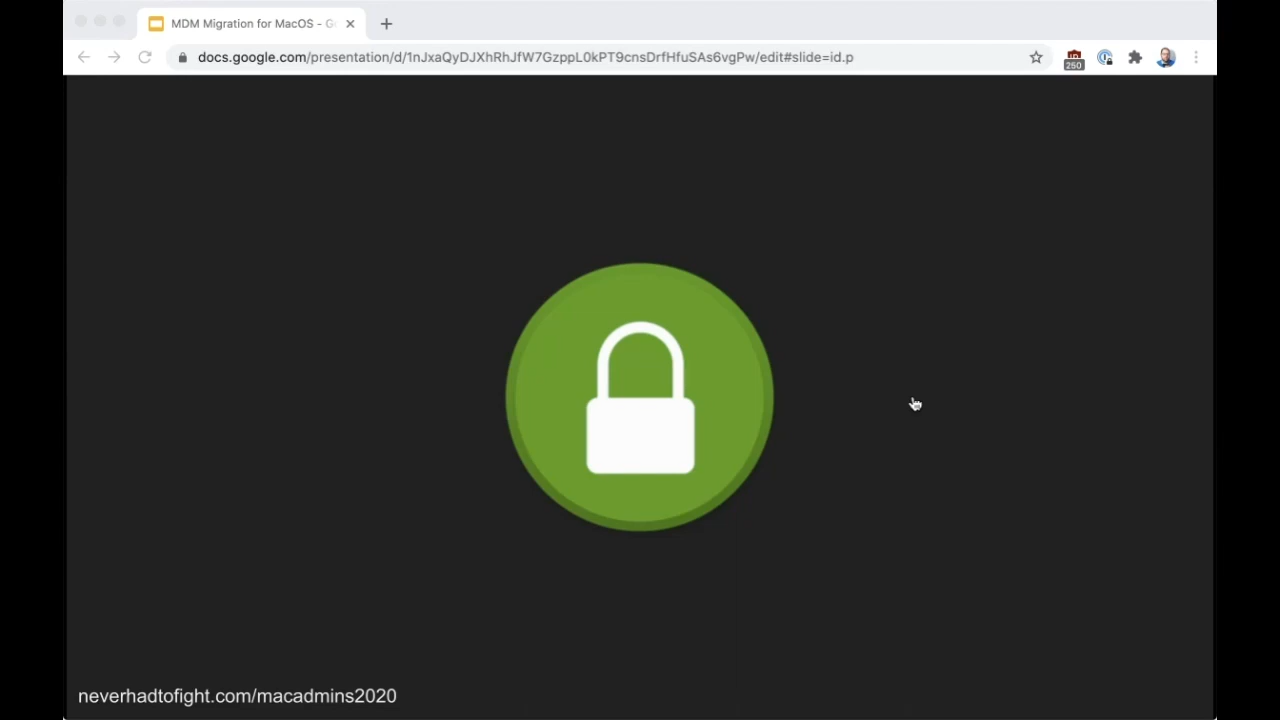 MDM Migration for MacOS - G
docs.google.com/presentation/d/1nJxaQyDJXhRhJfW7GzppL0kPT9cnsDrfHfuSAs6vgPw/edit#slide=id.p
250
neverhadtofight.com/macadmins2020